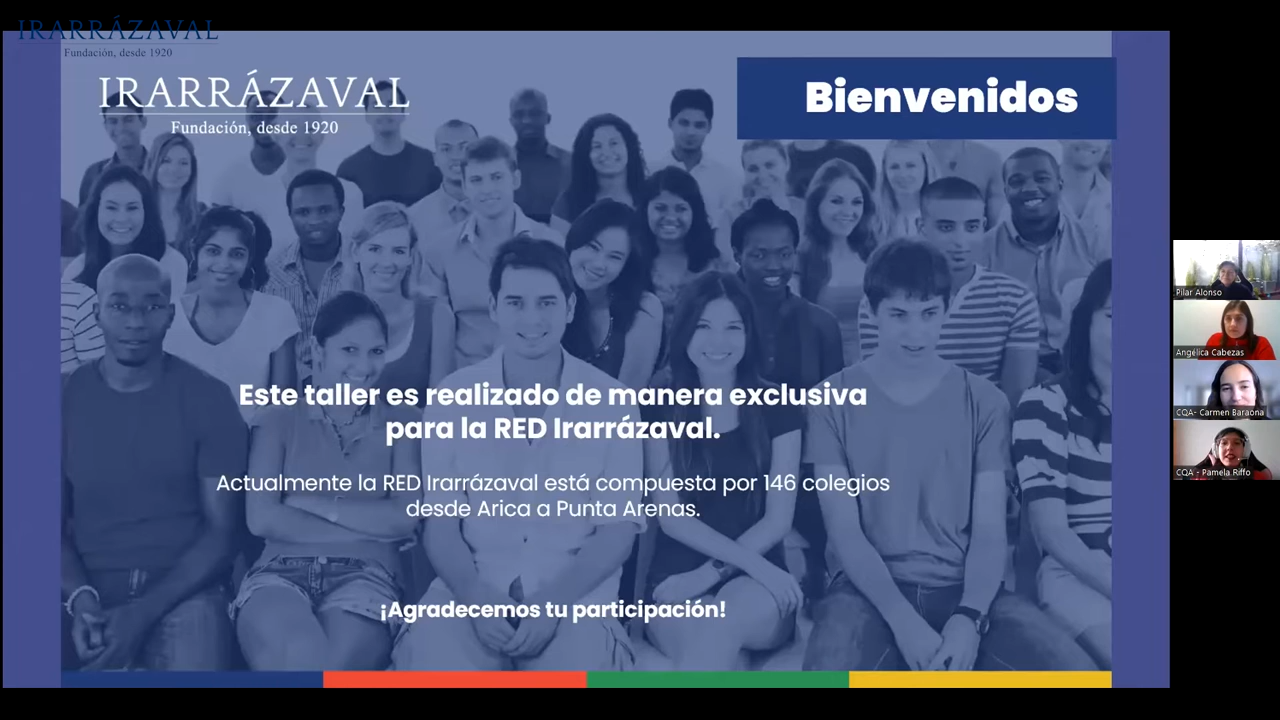 IRARRÁZAVAL
Fundación, desde 1920
IRARRÁZAVAL
Fundación, desde 1920
Bienvenidos
Este taller es realizado de manera exclusiva
para la RED Irarrázaval.
Actualmente la RED Irarrázaval está compuesta por 146 colegios
desde Arica a Punta Arenas.
¡Agradecemos tu participación!
Pilar Alonso
Angélica Cabezas
CQA- Carmen Baraona
CQA - Pamela Riffo